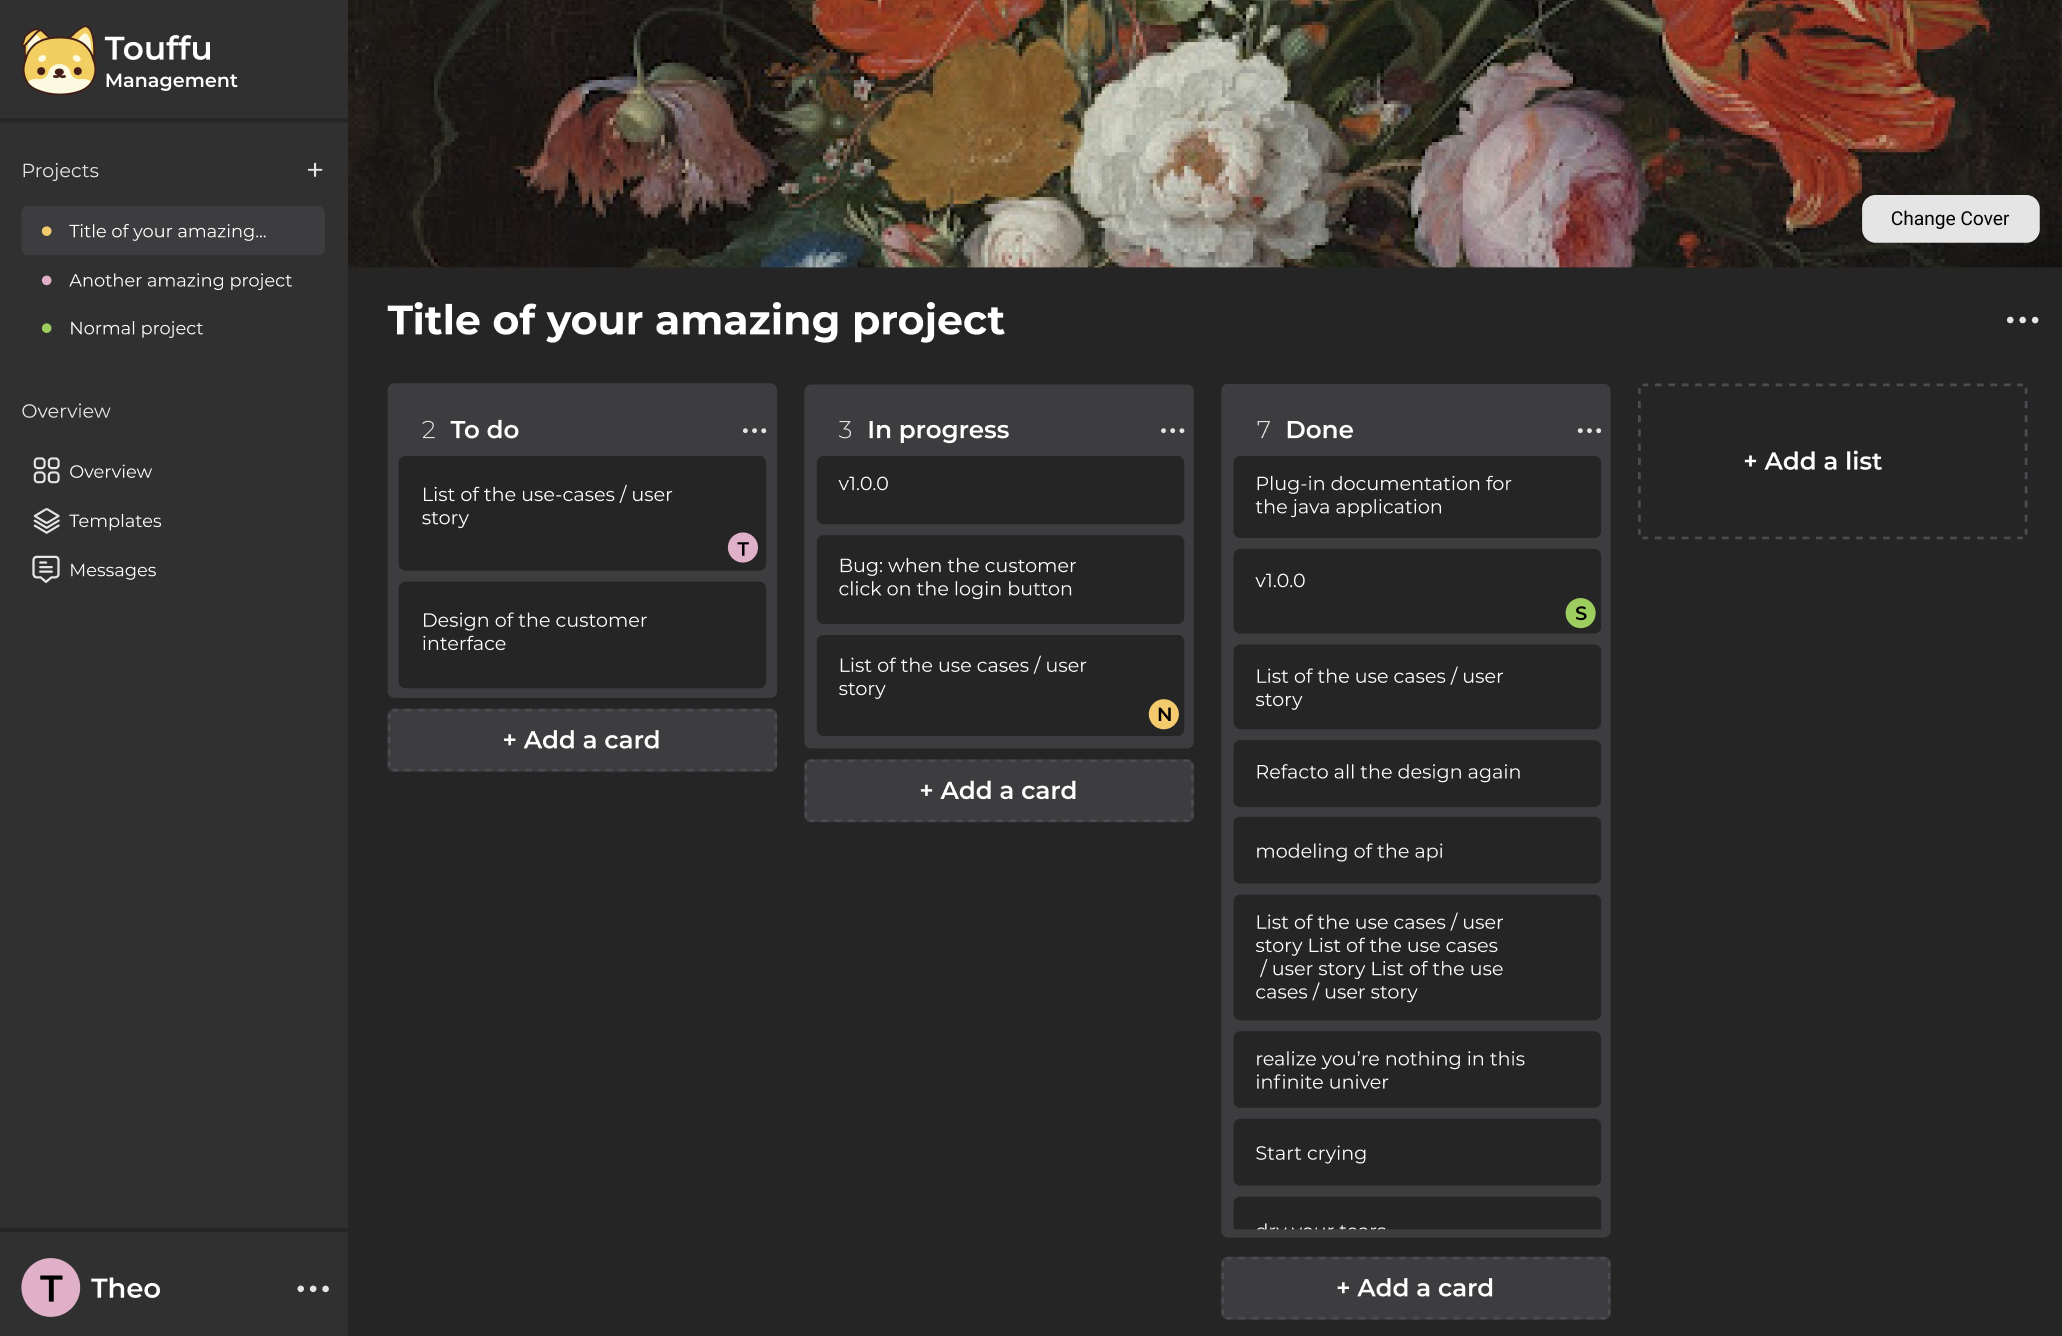 Touffu
Management
Projects
+
Title of your amazing...
Another amazing project
Normal project
Overview
Overview
Templates
Messages
T
Theo
Change Cover
Title of your amazing project
2 To do
List of the use-cases / user
story
T
Design of the customer
interface
+ Add a card
3 In progress
v1.0.0
Bug: when the customer
click on the login button
List of the use cases / user
story
N
+ Add a card
7 Done
Plug-in documentation for
the java application
v1.0.0
S
List of the use cases / user
story
Refacto all the design again
modeling of the api
List of the use cases / user
story List of the use cases
/ user story List of the use
cases / user story
realize you’re nothing in this
infinite univer
Start crying
dry your tears
+ Add a card
+ Add a list